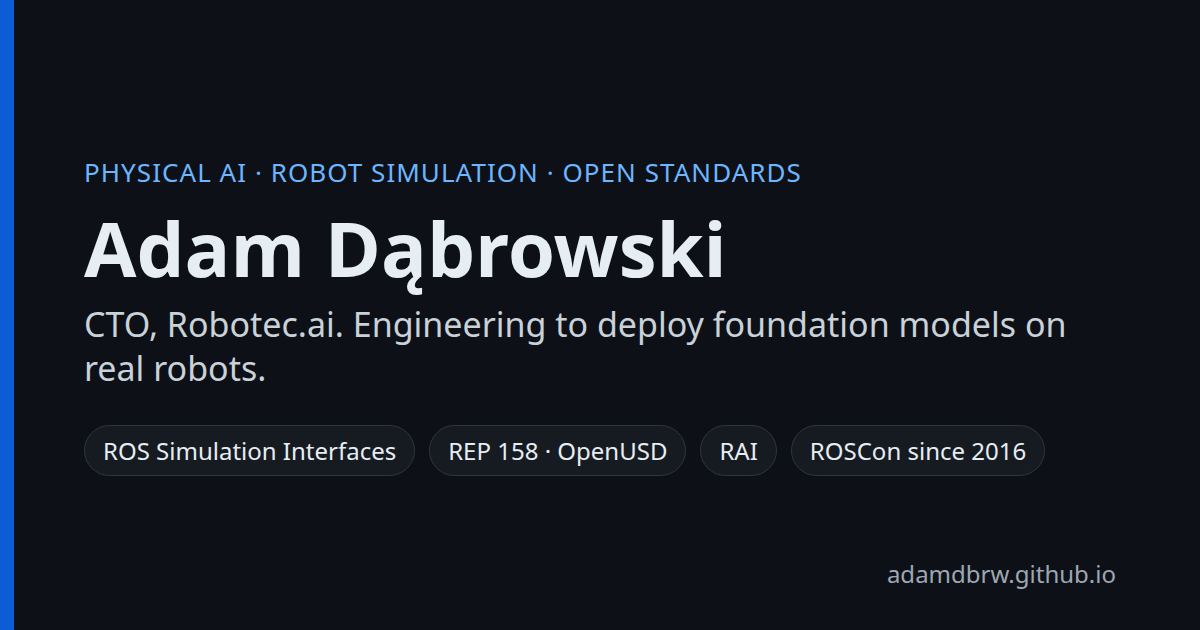 PHYSICAL AI · ROBOT SIMULATION · OPEN STANDARDS
Adam Dąbrowski
CTO, Robotec.ai. Engineering to deploy foundation models on
real robots.
ROS Simulation Interfaces
REP 158 · OpenUSD
RAI
ROSCon since 2016
adamdbrw.github.io